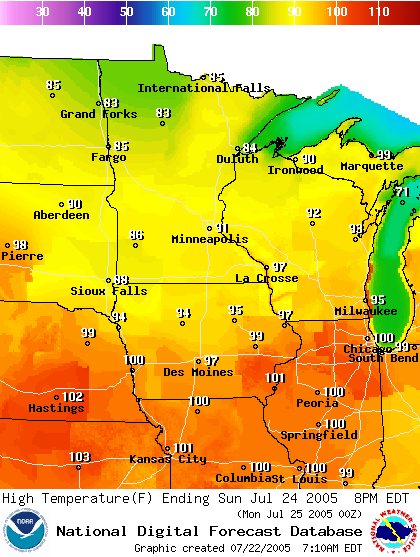 30 40 50 60 70 80 90 100 110
85
85
International Falls
83
Grand Forks
83
85
Fargo
84
Duluth
90
Ironwood
99
Marquette
71
90
Aberdeen
92
91
Minneapolis
93
86
98
Pierre
97
La Crosse
88
Sioux Falls
95
Milwaukee
94
94
95
97
99
99
100
Chicago
99
South Bend
100
97
Des Moines
101
102
Hastings
100
100
Peoria
100
Springfield
101
Kansas City
103
100
Columbia
100
St Louis
99
High Temperature(F) Ending Sun Jul 24 2005 8PM EDT
(Mon Jul 25 2005 00Z)
NOAA
National Digital Forecast Database
Graphic created 07/22/2005 7:10AM EDT